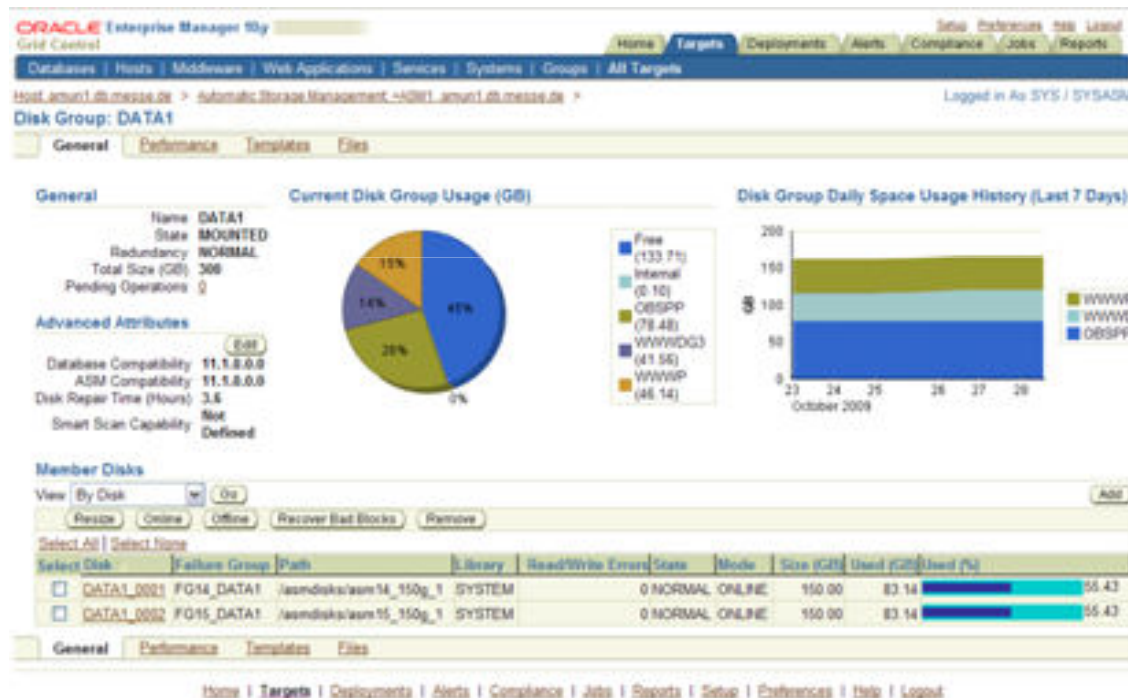 ORACLE Enterprise Manager 10g
Grid Control
Setup Preferences Help Logout
Home Targets Deployments Alerts Compliance Jobs Reports
Databases | Hosts | Middleware | Web Applications | Services | Systems | Groups | All Targets
Host: amun1.db.messe.de > Automatic Storage Management: +ASM1_amun1.db.messe.de >
Logged in As SYS / SYSASM
Disk Group: DATA1
General Performance Templates Files
General
Name DATA1
State MOUNTED
Redundancy NORMAL
Total Size (GB) 300
Pending Operations 0
Advanced Attributes
Edit
Database Compatibility 11.1.0.0.0
ASM Compatibility 11.1.0.0.0
Disk Repair Time (Hours) 3.6
Smart Scan Capability Not
Defined
Current Disk Group Usage (GB)
15%
14%
45%
26%
0%
Free
(133.71)
Internal
(0.10)
OBSPP
(78.48)
WWWDG3
(41.56)
WWWP
(46.14)
Disk Group Daily Space Usage History (Last 7 Days)
GB
200
150
100
50
0
23 24 25 26 27 28
October 2009
WWWP
WWWD
OBSPP
Member Disks
View By Disk Go
Add
Resize Online Offline Recover Bad Blocks Remove
Select All | Select None
Select Disk Failure Group Path Library Read/Write Errors State Mode Size (GB) Used (GB) Used (%)
DATA1_0001 FG14_DATA1 /asmdisks/asm14_150g_1 SYSTEM 0 NORMAL ONLINE 150.00 83.14 55.43
DATA1_0002 FG15_DATA1 /asmdisks/asm15_150g_1 SYSTEM 0 NORMAL ONLINE 150.00 83.14 55.43
General Performance Templates Files
Home | Targets | Deployments | Alerts | Compliance | Jobs | Reports | Setup | Preferences | Help | Logout